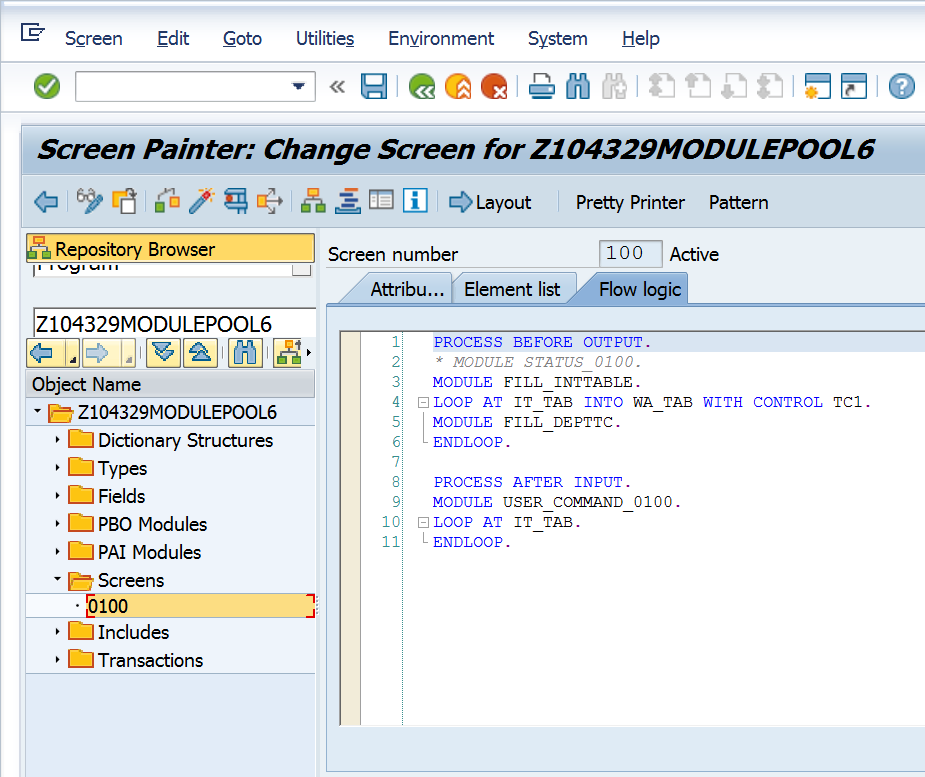 Screen Edit Goto Utilities Environment System Help
Screen Painter: Change Screen for Z104329MODULEPOOL6
Layout Pretty Printer Pattern
Repository Browser
Program
Z104329MODULEPOOL6
Object Name
Z104329MODULEPOOL6
Dictionary Structures
Types
Fields
PBO Modules
PAI Modules
Screens
0100
Includes
Transactions
Screen number 100 Active
Attribu... Element list Flow logic
1 PROCESS BEFORE OUTPUT.
2 * MODULE STATUS_0100.
3 MODULE FILL_INTTABLE.
4 LOOP AT IT_TAB INTO WA_TAB WITH CONTROL TC1.
5 MODULE FILL_DEPTTC.
6 ENDLOOP.
7
8 PROCESS AFTER INPUT.
9 MODULE USER_COMMAND_0100.
10 LOOP AT IT_TAB.
11 ENDLOOP.